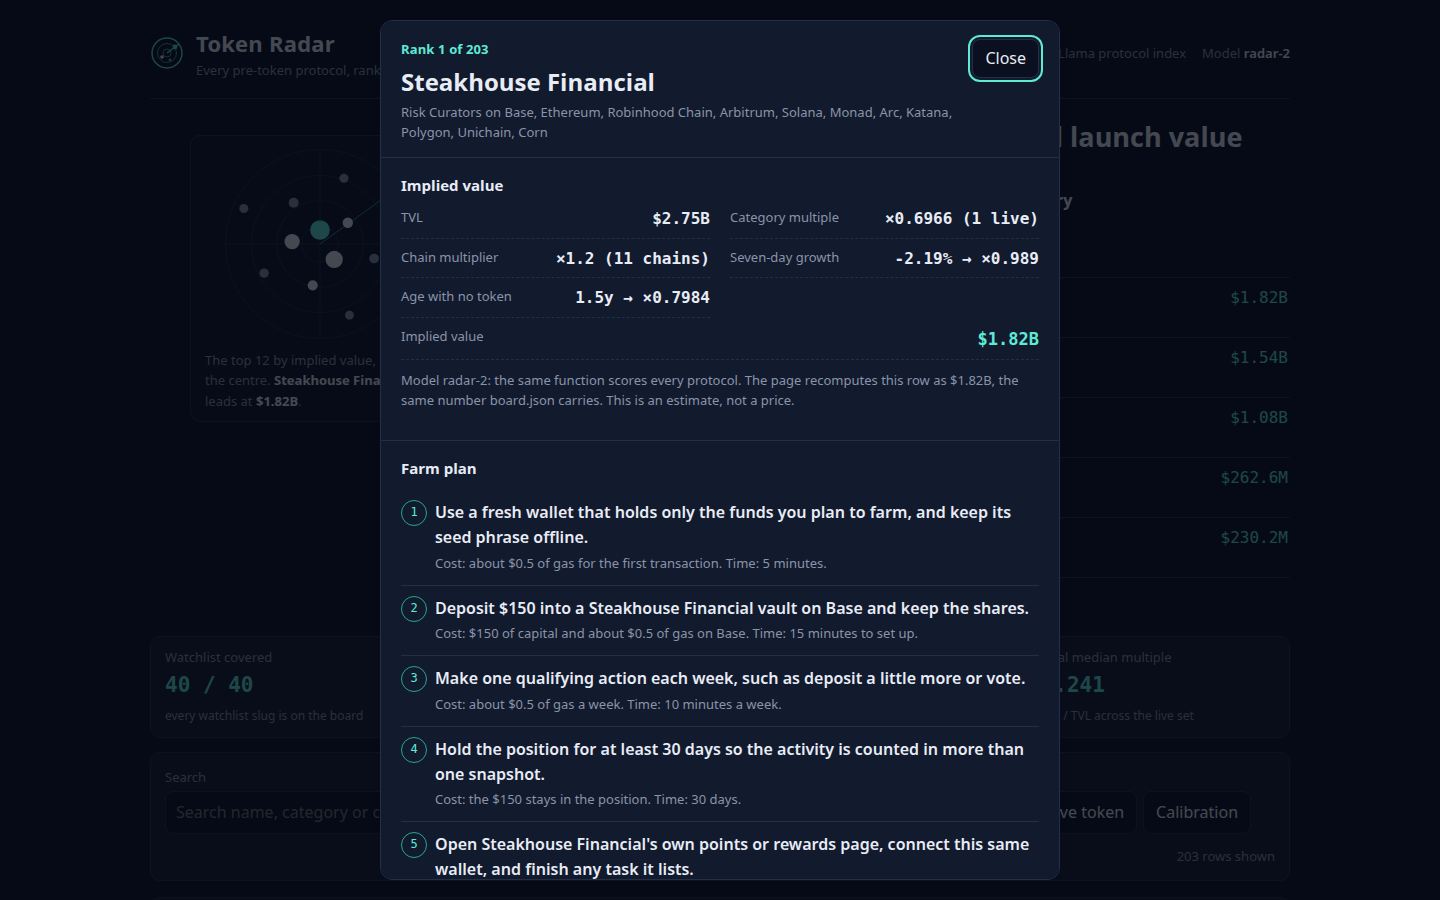 Token Radar
Every pre-token protocol, rank
Llama protocol index
Model radar-2
Rank 1 of 203
Close
Steakhouse Financial
Risk Curators on Base, Ethereum, Robinhood Chain, Arbitrum, Solana, Monad, Arc, Katana,
Polygon, Unichain, Corn
launch value
Implied value
TVL
$2.75B
Category multiple
×0.6966 (1 live)
Chain multiplier
×1.2 (11 chains)
Seven-day growth
-2.19% → ×0.989
Age with no token
1.5y → ×0.7984
Implied value
$1.82B
Model radar-2: the same function scores every protocol. The page recomputes this row as $1.82B, the
same number board.json carries. This is an estimate, not a price.
The top 12 by implied value,
the centre. Steakhouse Fina
leads at $1.82B.
ry
$1.82B
$1.54B
$1.08B
$262.6M
$230.2M
Farm plan
1
Use a fresh wallet that holds only the funds you plan to farm, and keep its
seed phrase offline.
Cost: about $0.5 of gas for the first transaction. Time: 5 minutes.
2
Deposit $150 into a Steakhouse Financial vault on Base and keep the shares.
Cost: $150 of capital and about $0.5 of gas on Base. Time: 15 minutes to set up.
3
Make one qualifying action each week, such as deposit a little more or vote.
Cost: about $0.5 of gas a week. Time: 10 minutes a week.
4
Hold the position for at least 30 days so the activity is counted in more than
one snapshot.
Cost: the $150 stays in the position. Time: 30 days.
5
Open Steakhouse Financial's own points or rewards page, connect this same
wallet, and finish any task it lists.
Watchlist covered
40 / 40
every watchlist slug is on the board
al median multiple
.241
/ TVL across the live set
Search
Search name, category or c
ve token
Calibration
203 rows shown